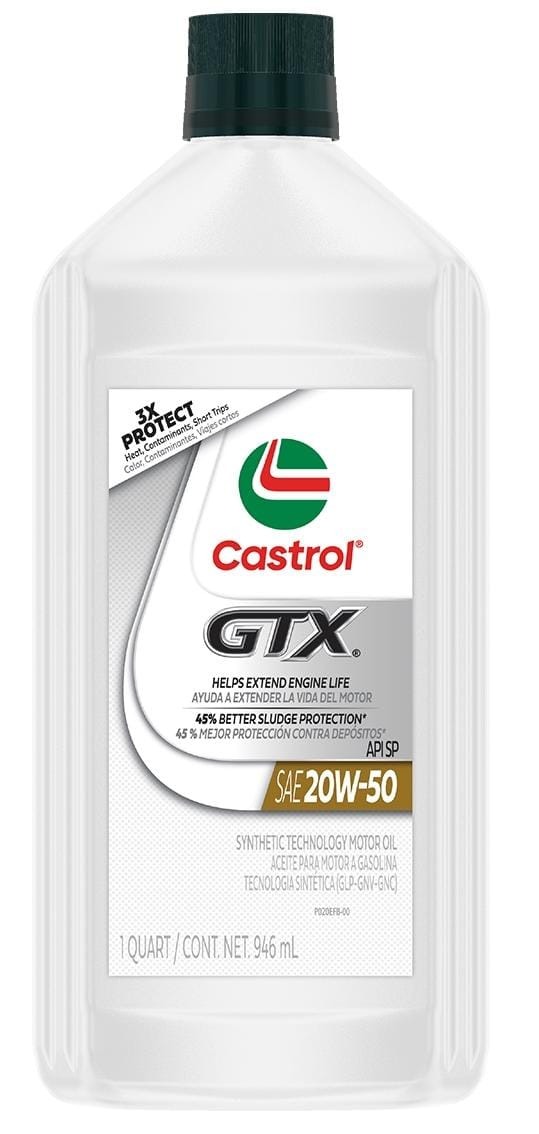 3X
PROTECT
Heat, Contaminants, Short Trips
Calor, Contaminantes, Viajes cortos
Castrol®
GTX®
HELPS EXTEND ENGINE LIFE
AYUDA A EXTENDER LA VIDA DEL MOTOR
45% BETTER SLUDGE PROTECTION*
45 % MEJOR PROTECCIÓN CONTRA DEPÓSITOS*
API SP
SAE 20W-50
SYNTHETIC TECHNOLOGY MOTOR OIL
ACEITE PARA MOTOR A GASOLINA
TECNOLOGIA SINTÉTICA (GLP-GNV-GNC)
P020EFB-00
1 QUART / CONT. NET. 946 mL